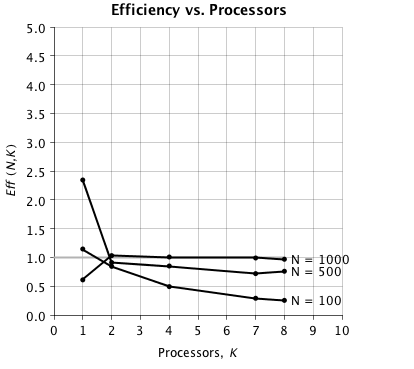 Efficiency vs. Processors
Eff (N,K)
5.0
4.5
4.0
3.5
3.0
2.5
2.0
1.5
1.0
0.5
0.0
N = 1000
N = 500
N = 100
0 1 2 3 4 5 6 7 8 9 10
Processors, K